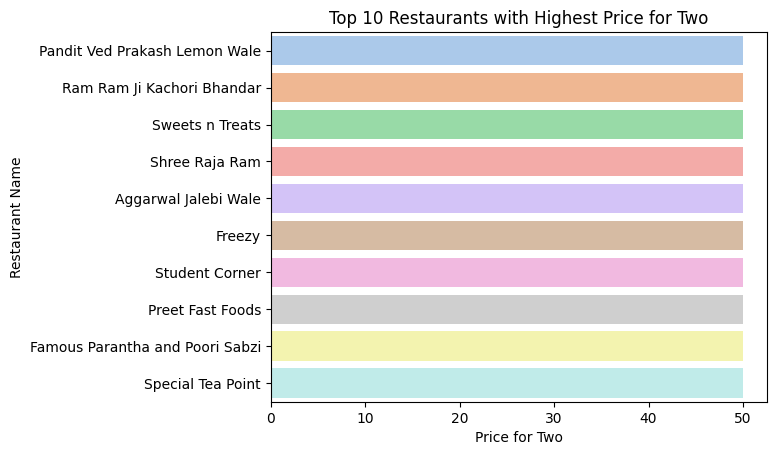 Top 10 Restaurants with Highest Price for Two
Restaurant Name
Pandit Ved Prakash Lemon Wale
Ram Ram Ji Kachori Bhandar
Sweets n Treats
Shree Raja Ram
Aggarwal Jalebi Wale
Freezy
Student Corner
Preet Fast Foods
Famous Parantha and Poori Sabzi
Special Tea Point
0 10 20 30 40 50
Price for Two